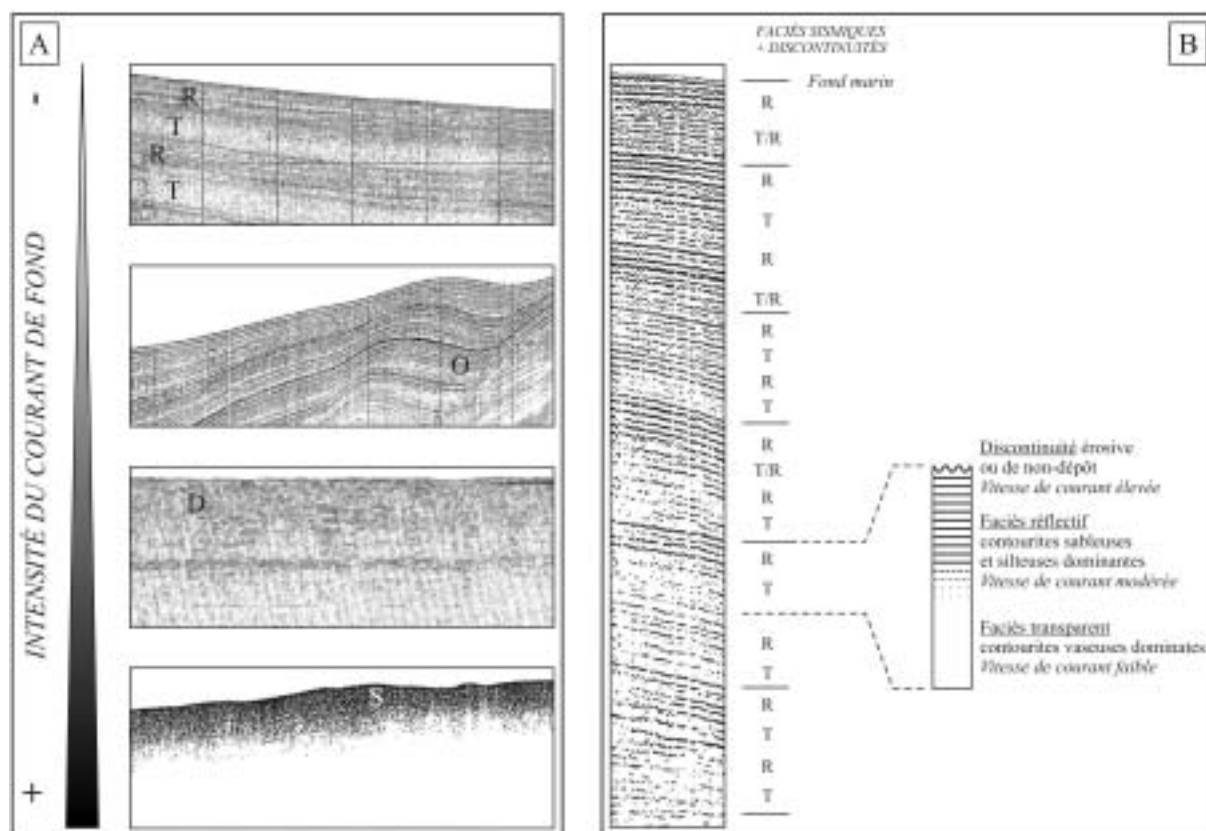 A
-
INTENSITÉ DU COURANT DE FOND
+
R
T
R
T
O
D
S
B
FACIÈS SISMIQUES
+ DISCONTINUITÉS
Fond marin
R
T/R
R
T
R
T/R
R
T
R
T
R
T/R
R
T
R
T
R
T
R
T
R
T
Discontinuité érosive
ou de non-dépôt
Vitesse de courant élevée
Faciès réflectif
contourites sableuses
et silteuses dominantes
Vitesse de courant modérée
Faciès transparent
contourites vaseuses dominates
Vitesse de courant faible